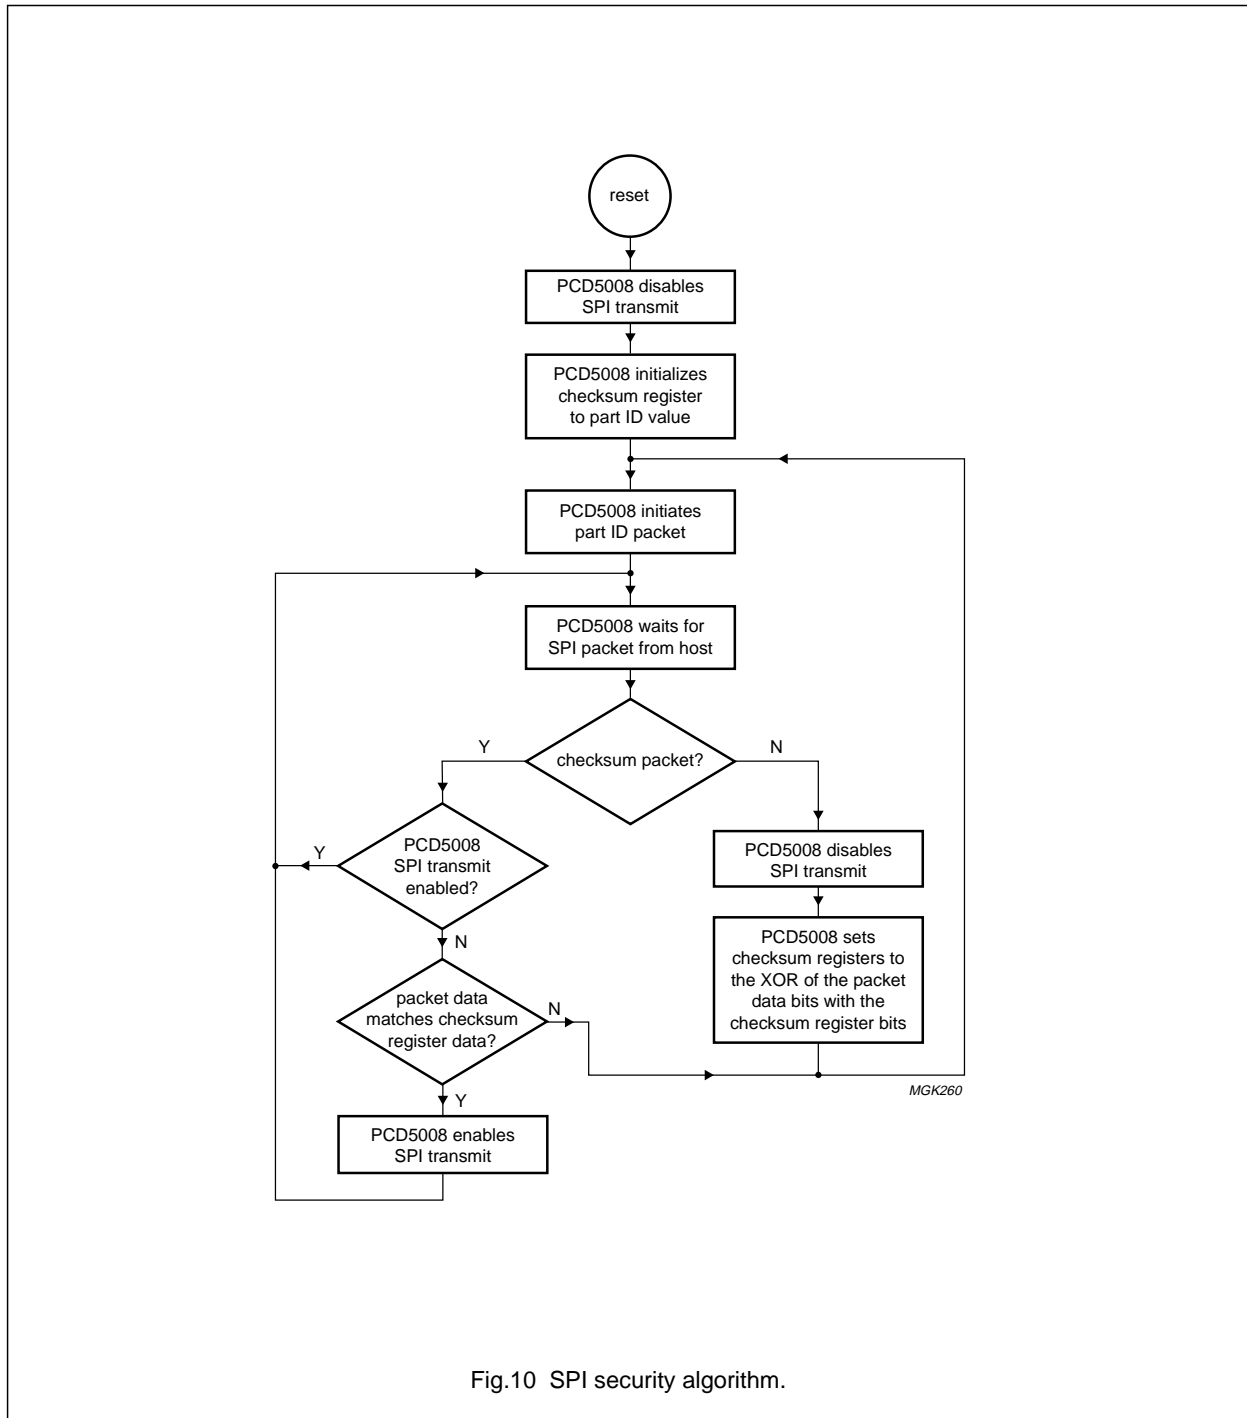 reset
PCD5008 disables
SPI transmit
PCD5008 initializes
checksum register
to part ID value
PCD5008 initiates
part ID packet
PCD5008 waits for
SPI packet from host
checksum packet?
Y
N
PCD5008
SPI transmit
enabled?
Y
N
PCD5008 disables
SPI transmit
PCD5008 sets
checksum registers to
the XOR of the packet
data bits with the
checksum register bits
packet data
matches checksum
register data?
N
Y
PCD5008 enables
SPI transmit
MGK260
Fig.10 SPI security algorithm.